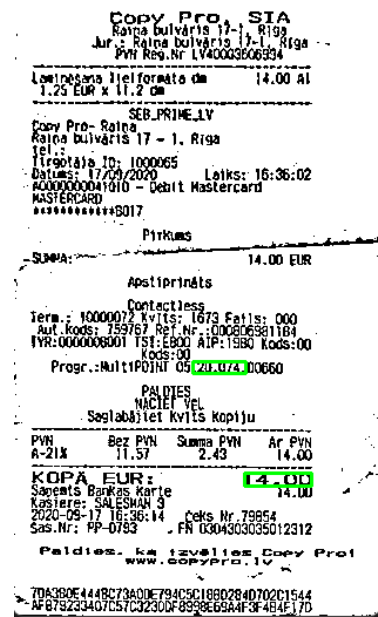 Copy Pro, SIA
Raiņa bulvāris 17-1, Rīga
Jur.: Raiņa bulvāris 17-1, Rīga
PVN Reg.Nr LV40003606934
Laminēšana lielformāta dm 14.00 A1
1.25 EUR x 11.2 dm
SEB_PRIME_LV
Copy Pro- Raiņa
Raiņa bulvāris 17 - 1, Rīga
tel.:
Tirgotāja ID: 1000065
Datums: 17/09/2020 Laiks: 16:36:02
A0000000041010 - Debit Mastercard
MASTERCARD
************8017
Pirkums
SUMMA: 14.00 EUR
Apstiprināts
Contactless
Term.: 10000072 Kvīts: 1673 Fails: 000
Aut.kods: 759767 Ref.Nr.:000806981184
TVR:0000008001 TSI:E800 AIP:1980 Kods:00
Kods:00
Progr.:MultiPOINT 05.20.074.00660
PALDIES
NĀCIET VĒL
Saglabājiet kvīts kopiju
PVN Bez PVN Summa PVN Ar PVN
A-21% 11.57 2.43 14.00
KOPĀ EUR: 14.00
Saņemts Bankas Karte 14.00
Kasiere: SALESMAN 3
2020-09-17 16:36:14 Čeks Nr.79854
Sas.Nr: PP-0793 FN 0304303035012312
Paldies, ka izvēlies Copy Pro!
www.copypro.lv